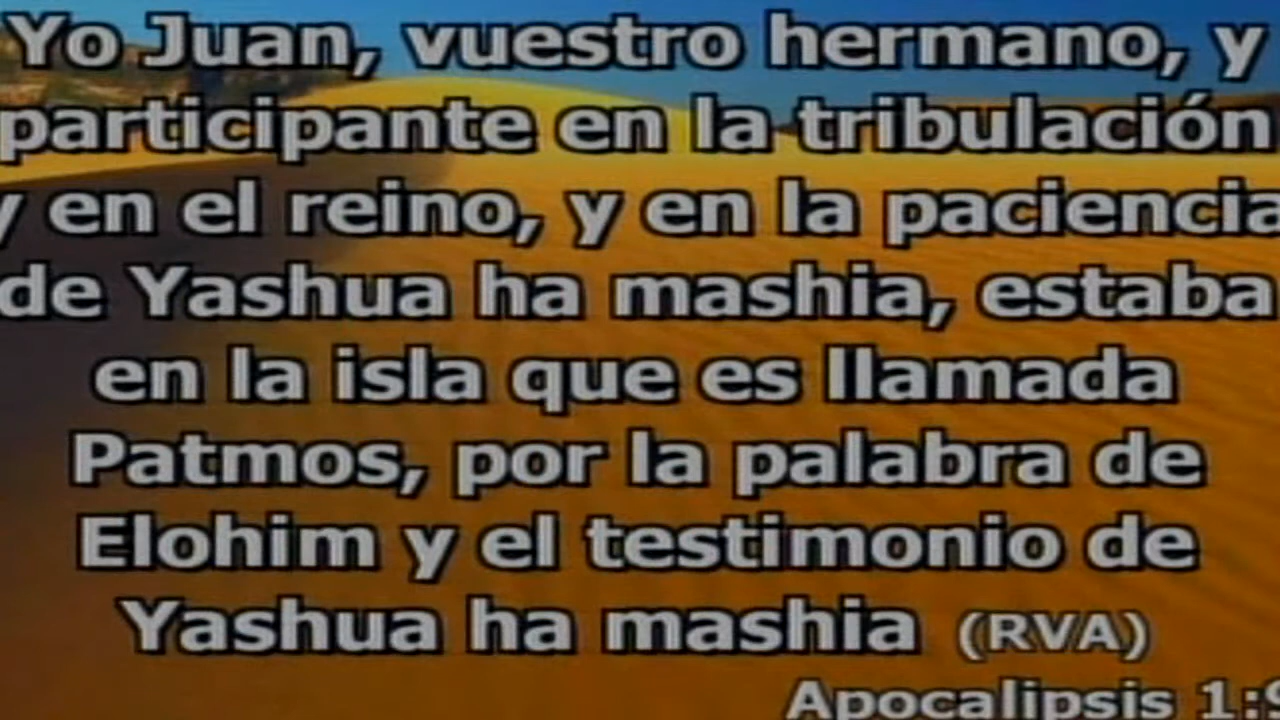 Yo Juan, vuestro hermano, y
participante en la tribulación
y en el reino, y en la paciencia
de Yashua ha mashia, estaba
en la isla que es llamada
Patmos, por la palabra de
Elohim y el testimonio de
Yashua ha mashia (RVA)
Apocalipsis 1:9